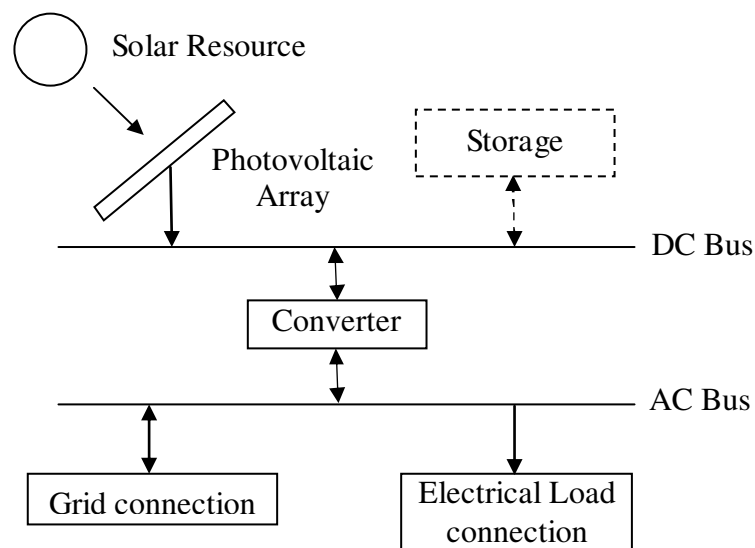 Solar Resource
Storage
Photovoltaic
Array
DC Bus
Converter
AC Bus
Grid connection
Electrical Load
connection